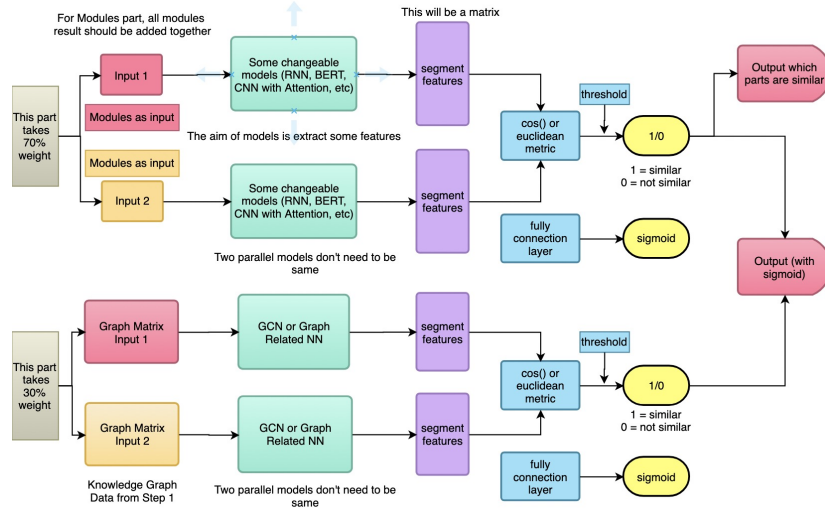 For Modules part, all modules
result should be added together
This will be a matrix
Input 1
Some changeable
models (RNN, BERT,
CNN with Attention, etc)
segment
features
Output which
parts are similar
This part
takes
70%
weight
Modules as input
The aim of models is extract some features
threshold
cos() or
euclidean
metric
1/0
1 = similar
0 = not similar
Modules as input
Input 2
Some changeable
models (RNN, BERT,
CNN with Attention, etc)
segment
features
Two parallel models don't need to be
same
fully
connection
layer
sigmoid
Output (with
sigmoid)
Graph Matrix
Input 1
GCN or Graph
Related NN
segment
features
This part
takes
30%
weight
threshold
cos() or
euclidean
metric
1/0
1 = similar
0 = not similar
Graph Matrix
Input 2
GCN or Graph
Related NN
segment
features
Knowledge Graph
Data from Step 1
Two parallel models don't need to be
same
fully
connection
layer
sigmoid